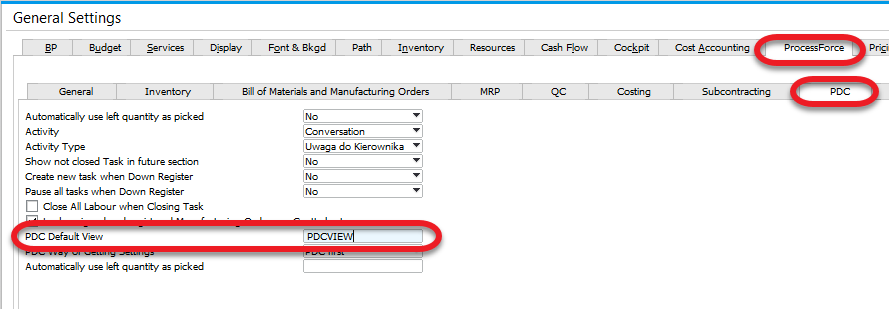 General Settings
BP Budget Services Display Font & Bkgd Path Inventory Resources Cash Flow Cockpit Cost Accounting ProcessForce
General Inventory Bill of Materials and Manufacturing Orders MRP QC Costing Subcontracting PDC
Automatically use left quantity as picked No
Activity Conversation
Activity Type Uwaga do Kierownika
Show not closed Task in future section No
Create new task when Down Register No
Pause all tasks when Down Register No
Close All Labour when Closing Task
PDC Default View PDCVIEW
PDC Way of Getting Settings PDC first
Automatically use left quantity as picked